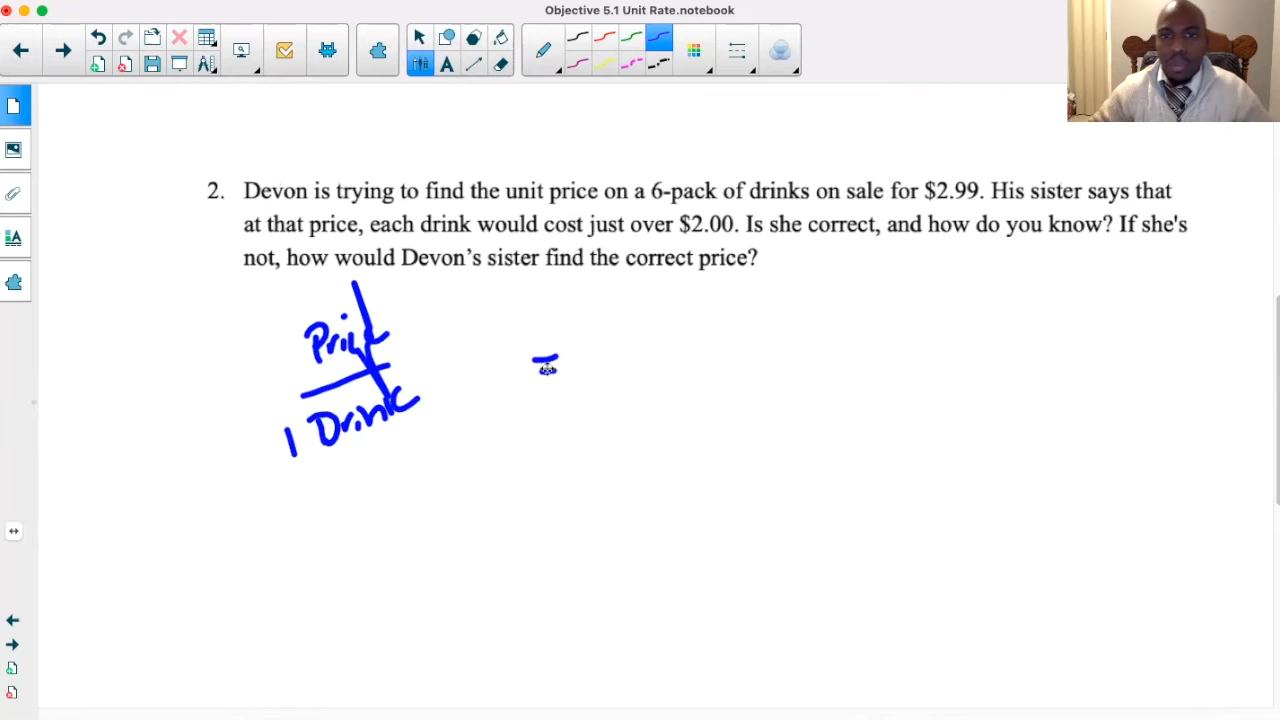 Objective 5.1 Unit Rate.notebook
2. Devon is trying to find the unit price on a 6-pack of drinks on sale for $2.99. His sister says that
at that price, each drink would cost just over $2.00. Is she correct, and how do you know? If she's
not, how would Devon’s sister find the correct price?
Price
1 Drink
=